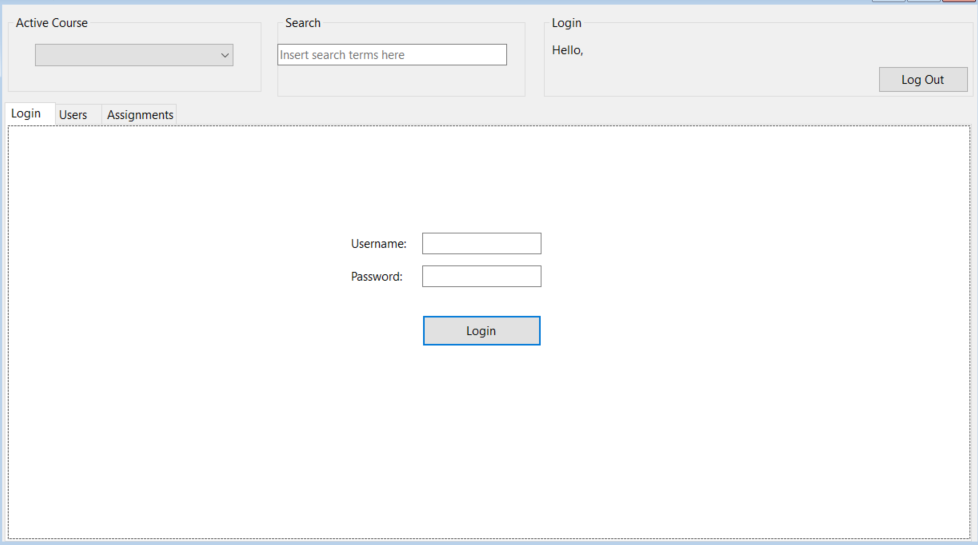 Active Course
Search
Insert search terms here
Login
Hello,
Log Out
Login Users Assignments
Username:
Password:
Login